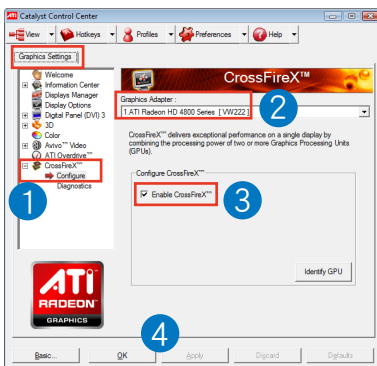 ATI Catalyst Control Center
View Hotkeys Profiles Preferences Help
Graphics Settings
Welcome
Information Center
Displays Manager
Display Options
Digital Panel (DVI) 3
3D
Color
Avivo™ Video
ATI Overdrive™
CrossFireX™
Configure
Diagnostics
1
CrossFireX™
Graphics Adapter :
1.ATI Radeon HD 4800 Series [ VW222 ]
2
CrossFireX™ delivers exceptional performance on a single display by
combining the processing power of two or more Graphics Processing Units
(GPUs).
Configure CrossFireX™
Enable CrossFireX™
3
Identify GPU
ATI
RADEON
GRAPHICS
4
Basic... OK Apply Discard Defaults